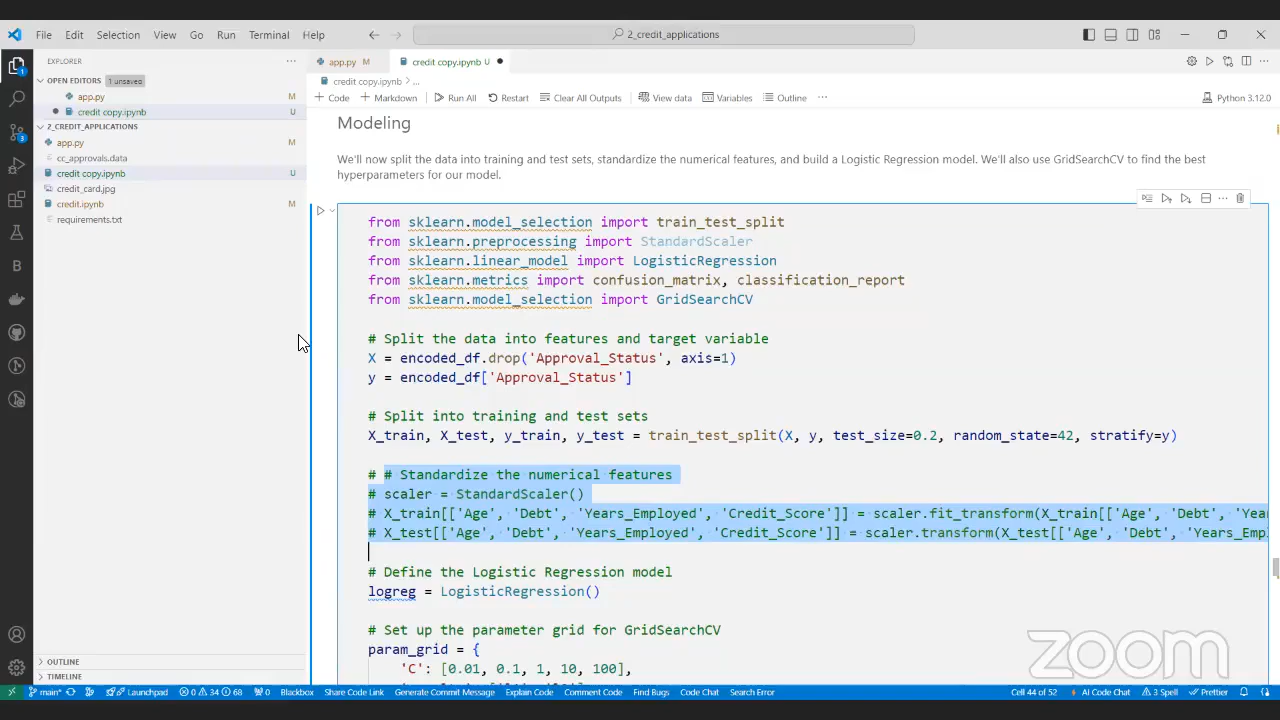 File Edit Selection View Go Run Terminal Help
2_credit_applications
EXPLORER
OPEN EDITORS 1 unsaved
app.py M
credit copy.ipynb U
2_CREDIT_APPLICATIONS
app.py M
cc_approvals.data
credit copy.ipynb U
credit_card.jpg
credit.ipynb M
requirements.txt
OUTLINE
TIMELINE
app.py M credit copy.ipynb U
credit copy.ipynb > ...
Code Markdown Run All Restart Clear All Outputs View data Variables Outline ... Python 3.12.0
Modeling
We'll now split the data into training and test sets, standardize the numerical features, and build a Logistic Regression model. We'll also use GridSearchCV to find the best
hyperparameters for our model.
from sklearn.model_selection import train_test_split
from sklearn.preprocessing import StandardScaler
from sklearn.linear_model import LogisticRegression
from sklearn.metrics import confusion_matrix, classification_report
from sklearn.model_selection import GridSearchCV
# Split the data into features and target variable
X = encoded_df.drop('Approval_Status', axis=1)
y = encoded_df['Approval_Status']
# Split into training and test sets
X_train, X_test, y_train, y_test = train_test_split(X, y, test_size=0.2, random_state=42, stratify=y)
# # Standardize the numerical features
# scaler = StandardScaler()
# X_train[['Age', 'Debt', 'Years_Employed', 'Credit_Score']] = scaler.fit_transform(X_train[['Age', 'Debt', 'Yea
# X_test[['Age', 'Debt', 'Years_Employed', 'Credit_Score']] = scaler.transform(X_test[['Age', 'Debt', 'Years_Emp
# Define the Logistic Regression model
logreg = LogisticRegression()
# Set up the parameter grid for GridSearchCV
param_grid = {
'C': [0.01, 0.1, 1, 10, 100],
zoom
main* Launchpad 0 34 68 0 Blackbox Share Code Link Generate Commit Message Explain Code Comment Code Find Bugs Code Chat Search Error Cell 44 of 52 AI Code Chat 3 Spell Prettier